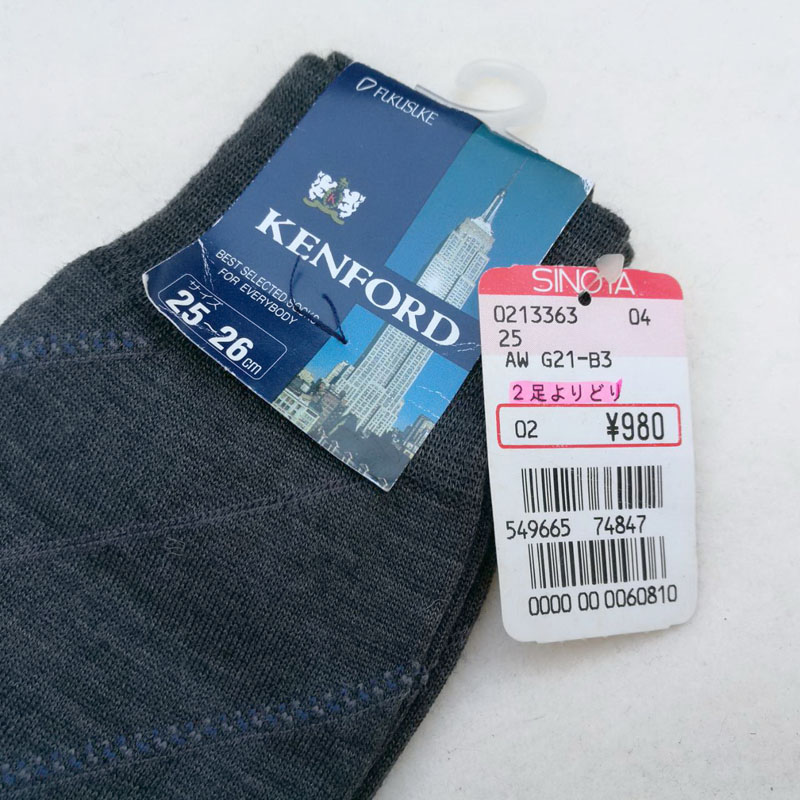 FUKUSUKE
KENFORD
BEST SELECTED SOCKS
FOR EVERYBODY
サイズ
25~26cm
SINOYA
0213363 04
25
AW G21-B3
2足よりどり
02 ¥980
549665 74847
0000 00 0060810